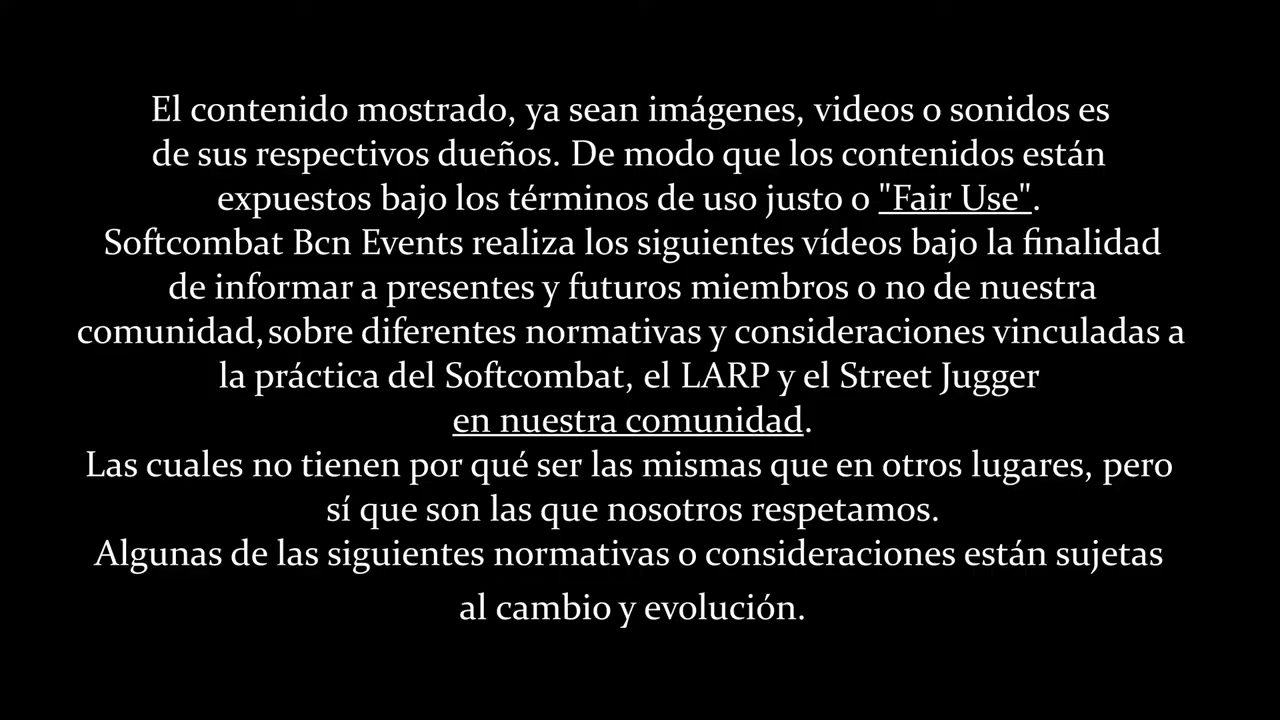 El contenido mostrado, ya sean imágenes, videos o sonidos es
de sus respectivos dueños. De modo que los contenidos están
expuestos bajo los términos de uso justo o "Fair Use".
Softcombat Bcn Events realiza los siguientes vídeos bajo la finalidad
de informar a presentes y futuros miembros o no de nuestra
comunidad, sobre diferentes normativas y consideraciones vinculadas a
la práctica del Softcombat, el LARP y el Street Jugger
en nuestra comunidad.
Las cuales no tienen por qué ser las mismas que en otros lugares, pero
sí que son las que nosotros respetamos.
Algunas de las siguientes normativas o consideraciones están sujetas
al cambio y evolución.